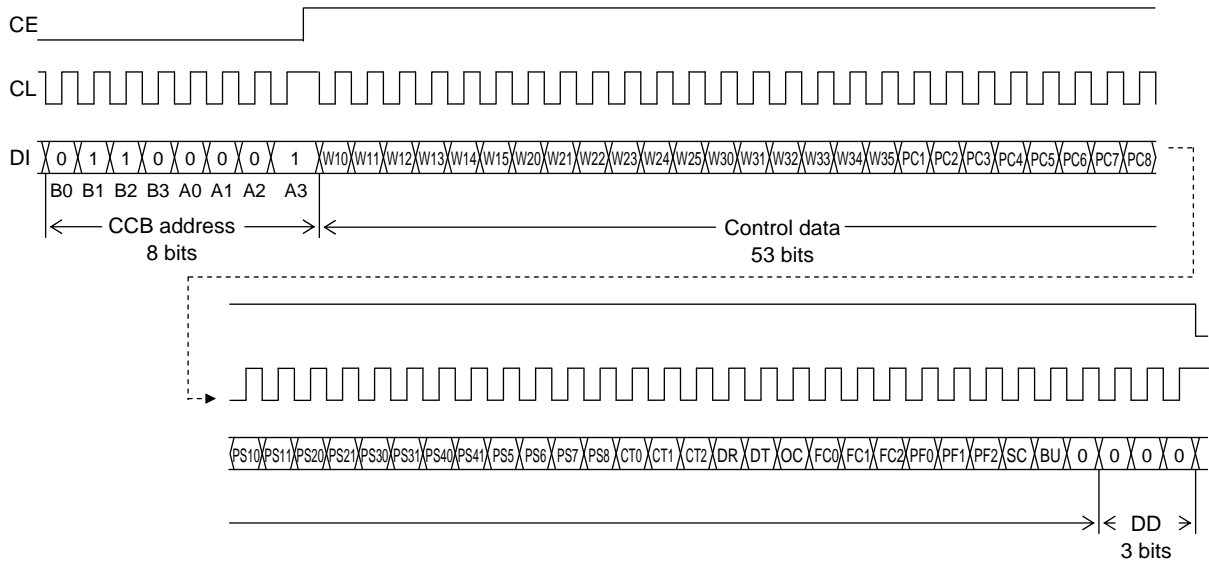 CE
CL
DI 0 1 1 0 0 0 0 1 W10 W11 W12 W13 W14 W15 W20 W21 W22 W23 W24 W25 W30 W31 W32 W33 W34 W35 PC1 PC2 PC3 PC4 PC5 PC6 PC7 PC8
B0 B1 B2 B3 A0 A1 A2 A3
CCB address
8 bits
Control data
53 bits
PS10 PS11 PS20 PS21 PS30 PS31 PS40 PS41 PS5 PS6 PS7 PS8 CT0 CT1 CT2 DR DT OC FC0 FC1 FC2 PF0 PF1 PF2 SC BU 0 0 0 0
DD
3 bits